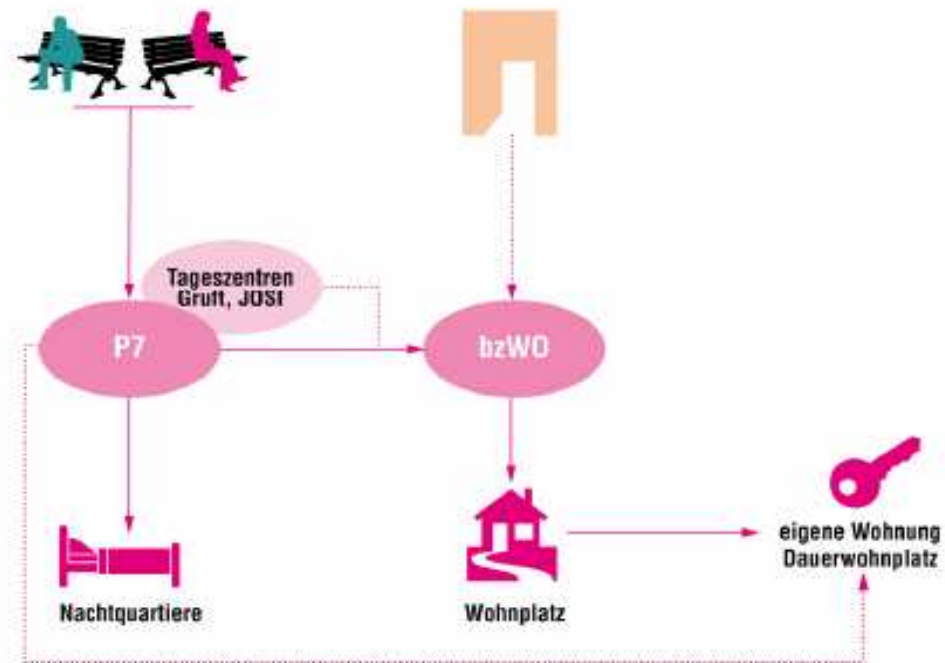 Tageszentren
Gruft, JOSI
P7
bzWO
Nachtquartiere
Wohnplatz
eigene Wohnung
Dauerwohnplatz